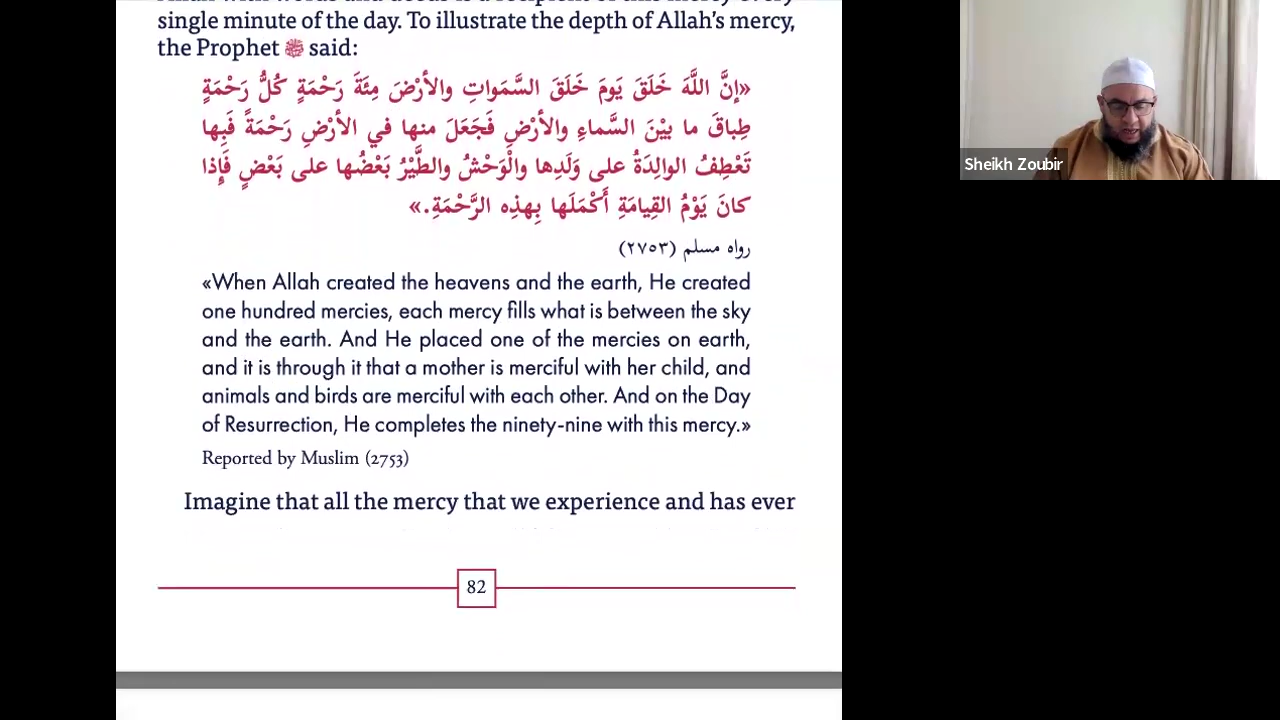 single minute of the day. To illustrate the depth of Allah's mercy,
the Prophet ﷺ said:
«إنَّ اللَّهَ خَلَقَ يَومَ خَلَقَ السَّمَواتِ والأرْضَ مِئَةَ رَحْمَةٍ كُلُّ رَحْمَةٍ
طِباقَ ما بيْنَ السَّماءِ والأرْضِ فَجَعَلَ منها في الأرْضِ رَحْمَةً فَبِها
تَعْطِفُ الوالِدَةُ على وَلَدِها والْوَحْشُ والطَّيْرُ بَعْضُها على بَعْضٍ فَإِذا
كانَ يَوْمُ القِيامَةِ أَكْمَلَها بِهذِه الرَّحْمَةِ.»
رواه مسلم (٢٧٥٣)
«When Allah created the heavens and the earth, He created
one hundred mercies, each mercy fills what is between the sky
and the earth. And He placed one of the mercies on earth,
and it is through it that a mother is merciful with her child, and
animals and birds are merciful with each other. And on the Day
of Resurrection, He completes the ninety-nine with this mercy.»
Reported by Muslim (2753)
Imagine that all the mercy that we experience and has ever
82
Sheikh Zoubir